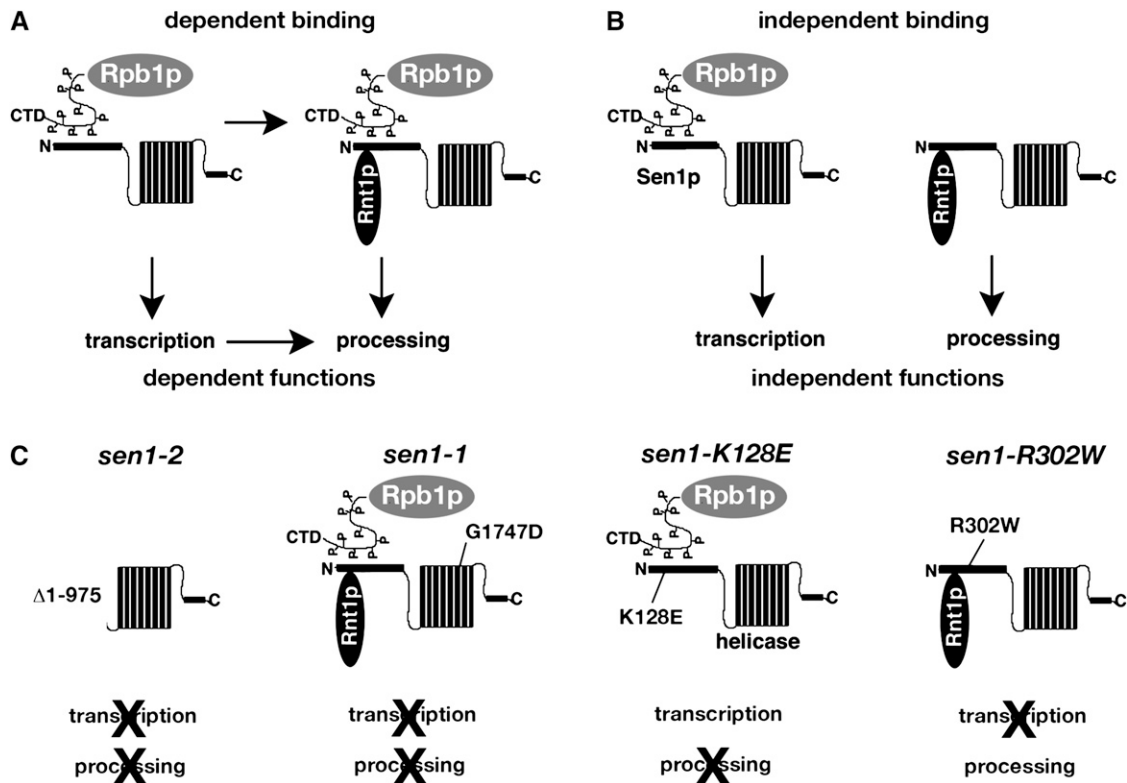 A
dependent binding
B
independent binding
P P
Rpb1p
CTD
P P P P P
N
C
P P
Rpb1p
CTD
P P P P P
N
Rnt1p
C
P P
Rpb1p
CTD
P P P P P
N
Sen1p
C
N
Rnt1p
C
transcription
processing
transcription
processing
dependent functions
independent functions
C
sen1-2
sen1-1
sen1-K128E
sen1-R302W
Δ1-975
C
P P
Rpb1p
CTD
P P P P P
G1747D
N
Rnt1p
C
P P
Rpb1p
CTD
P P P P P
N
K128E
helicase
C
R302W
N
Rnt1p
C
transcription
transcription
transcription
transcription
processing
processing
processing
processing